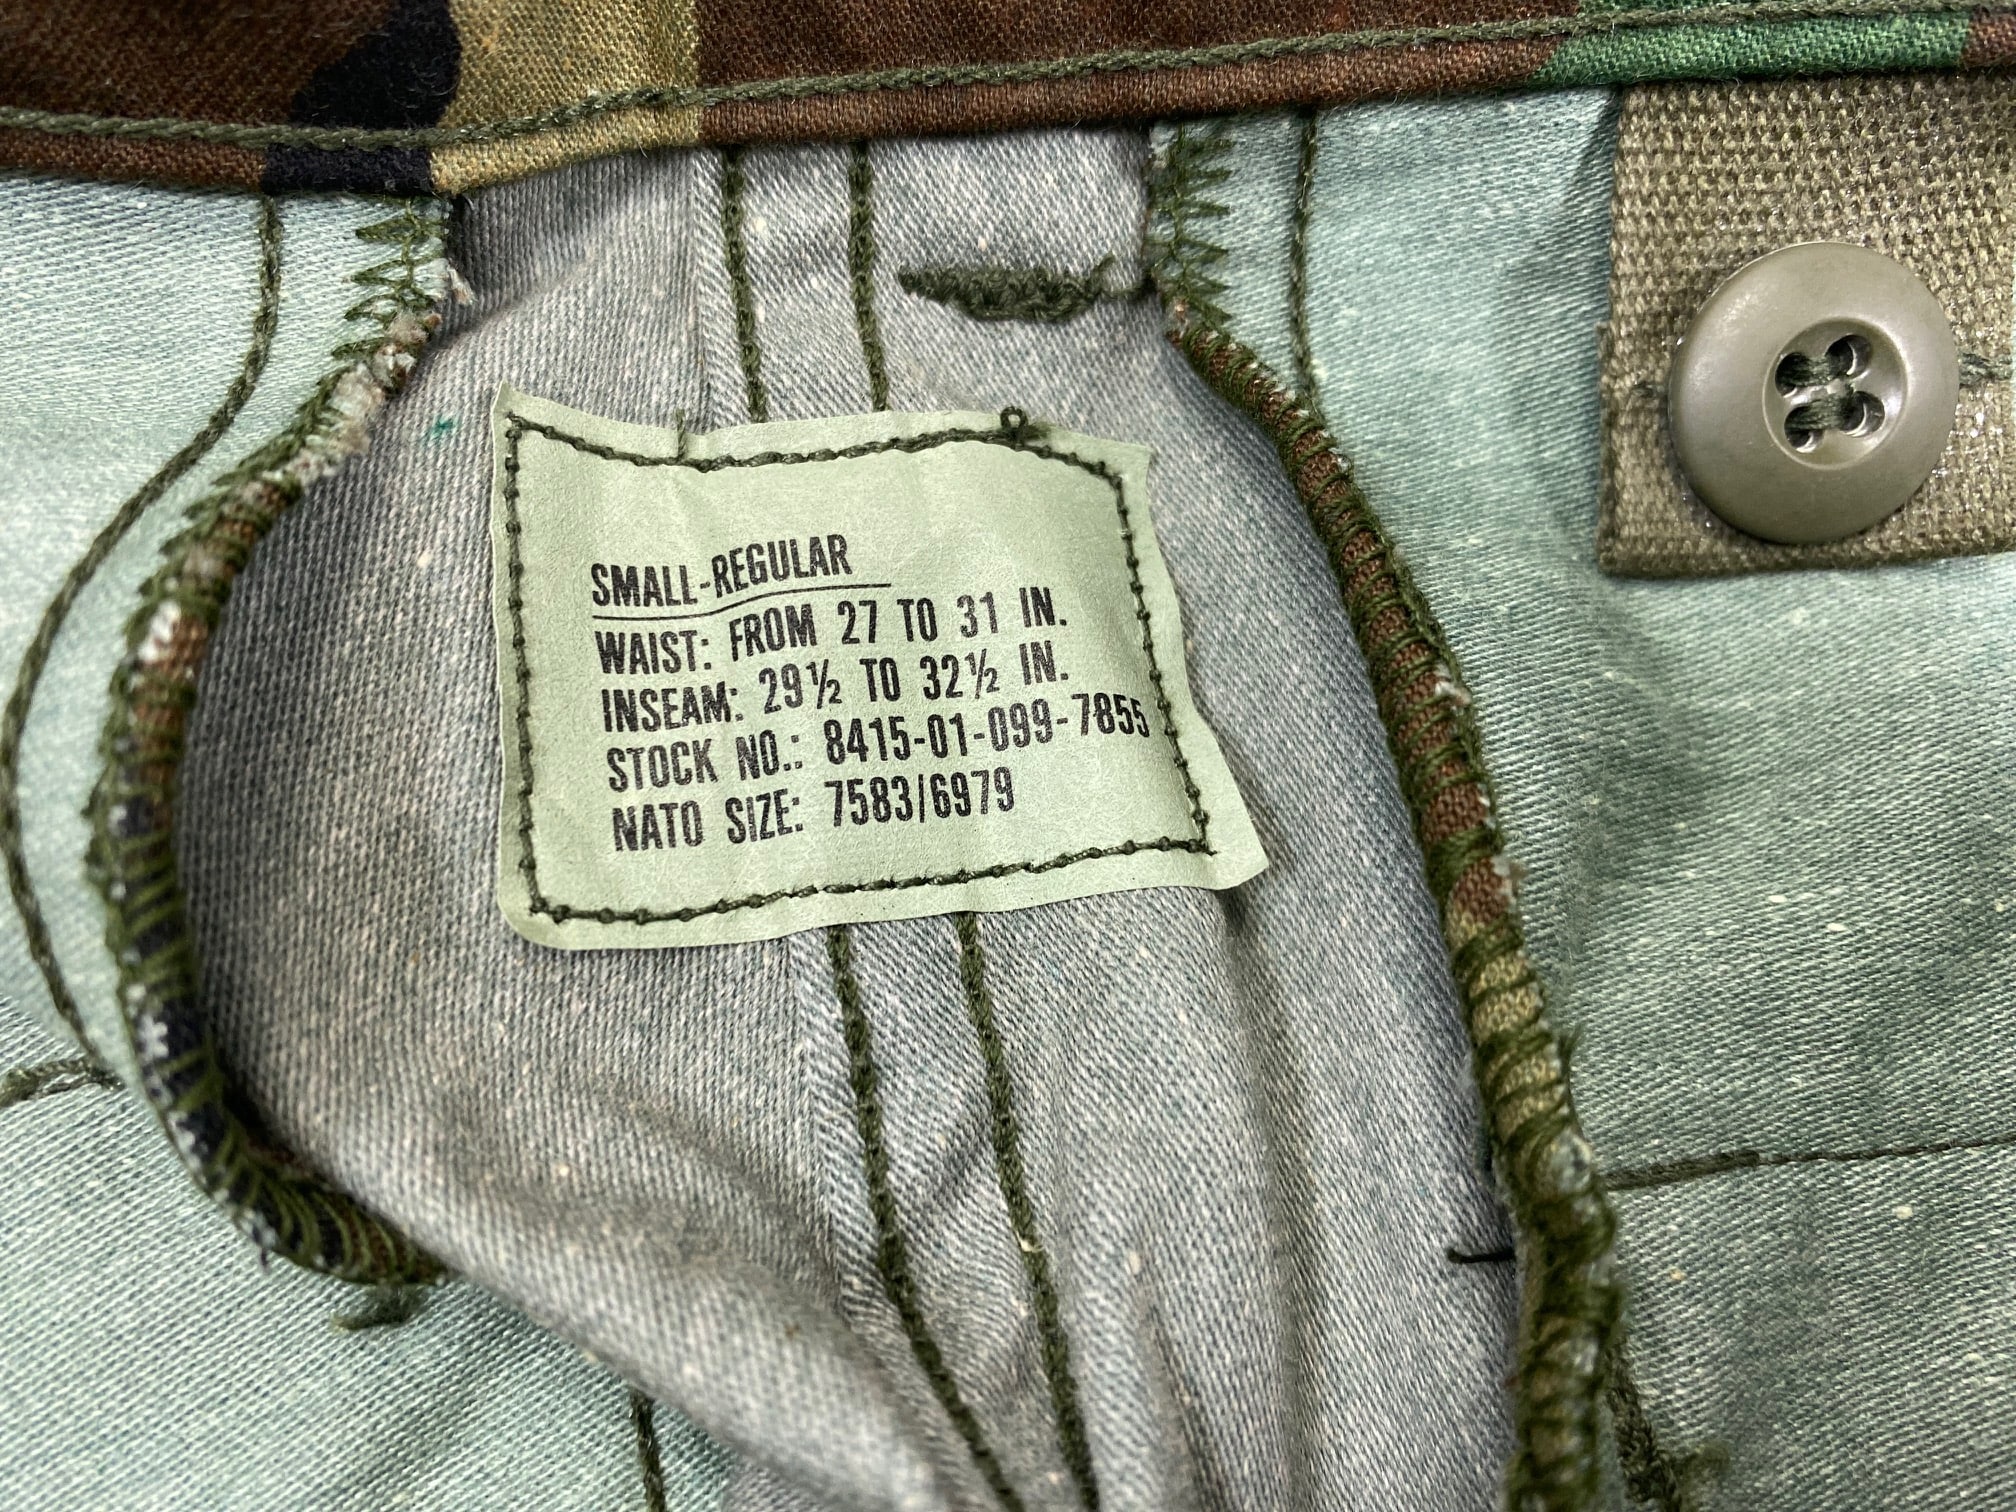 SMALL-REGULAR
WAIST: FROM 27 TO 31 IN.
INSEAM: 29½ TO 32½ IN.
STOCK NO.: 8415-01-099-7855
NATO SIZE: 7583/6979